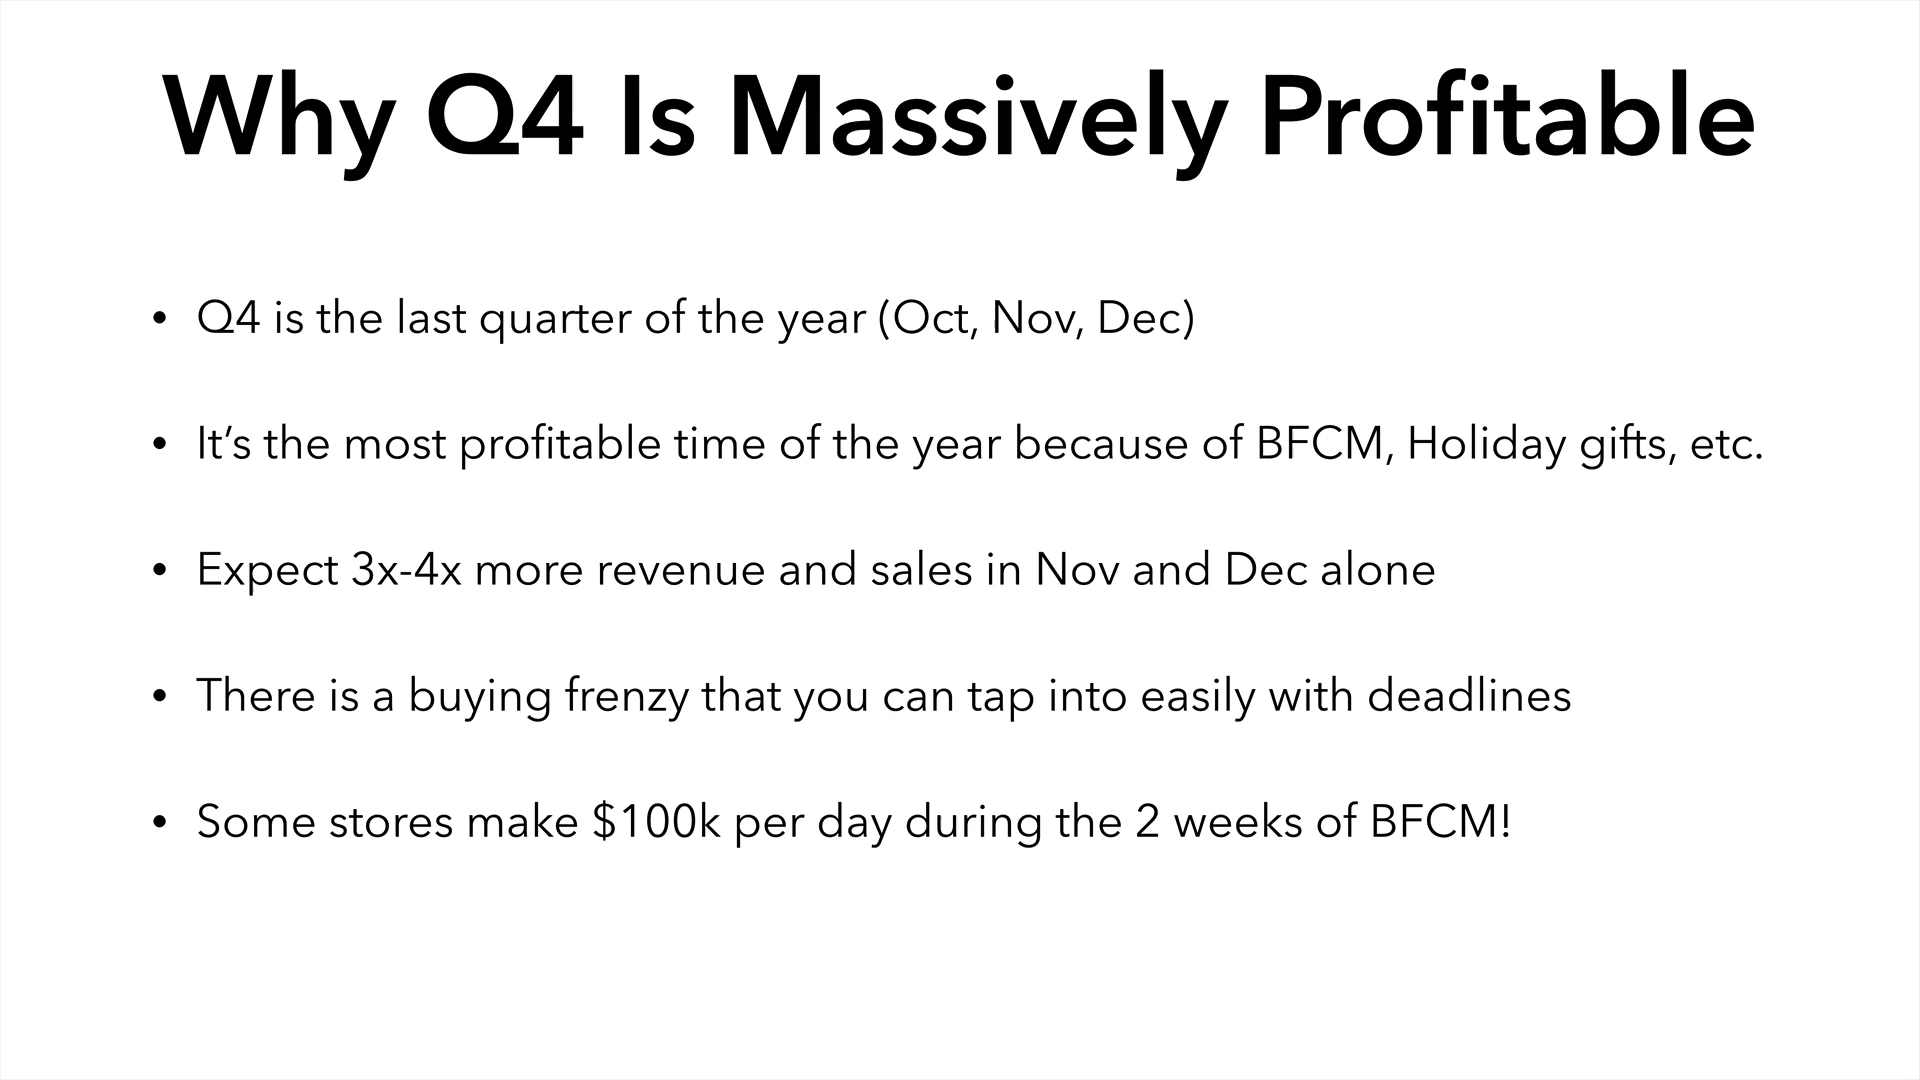 Why Q4 Is Massively Profitable
• Q4 is the last quarter of the year (Oct, Nov, Dec)
• It’s the most profitable time of the year because of BFCM, Holiday gifts, etc.
• Expect 3x-4x more revenue and sales in Nov and Dec alone
• There is a buying frenzy that you can tap into easily with deadlines
• Some stores make $100k per day during the 2 weeks of BFCM!